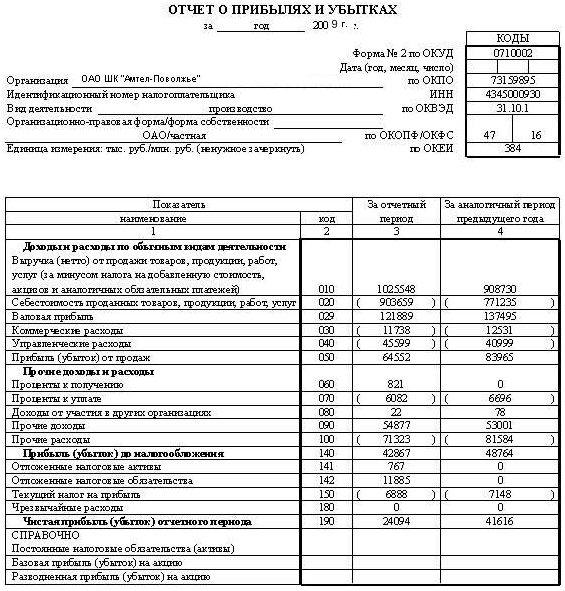 ОТЧЕТ О ПРИБЫЛЯХ И УБЫТКАХ
за год 2009 г. г.
КОДЫ
Форма № 2 по ОКУД 0710002
Дата (год, месяц, число)
Организация ОАО ШК "Амтел-Поволжье" по ОКПО 73159895
Идентификационный номер налогоплательщика ИНН 4345000930
Вид деятельности производство по ОКВЭД 31.10.1
Организационно-правовая форма/форма собственности
ОАО/частная по ОКОПФ/ОКФС 47 16
Единица измерения: тыс. руб./млн. руб. (ненужное зачеркнуть) по ОКЕИ 384
Показатель За отчетный период За аналогичный период предыдущего года
наименование код
1 2 3 4
Доходы и расходы по обычным видам деятельности
Выручка (нетто) от продажи товаров, продукции, работ,
услуг (за минусом налога на добавленную стоимость,
акцизов и аналогичных обязательных платежей) 010 1025548 908730
Себестоимость проданных товаров, продукции, работ, услуг 020 ( 903659 ) ( 771235 )
Валовая прибыль 029 121889 137495
Коммерческие расходы 030 ( 11738 ) ( 12531 )
Управленческие расходы 040 ( 45599 ) ( 40999 )
Прибыль (убыток) от продаж 050 64552 83965
Прочие доходы и расходы
Проценты к получению 060 821 0
Проценты к уплате 070 ( 6082 ) ( 6696 )
Доходы от участия в других организациях 080 22 78
Прочие доходы 090 54877 53001
Прочие расходы 100 ( 71323 ) ( 81584 )
Прибыль (убыток) до налогообложения 140 42867 48764
Отложенные налоговые активы 141 767 0
Отложенные налоговые обязательства 142 11885 0
Текущий налог на прибыль 150 ( 6888 ) ( 7148 )
Чрезвычайные расходы 180 0 0
Чистая прибыль (убыток) отчетного периода 190 24094 41616
СПРАВОЧНО
Постоянные налоговые обязательства (активы)
Базовая прибыль (убыток) на акцию
Разводненная прибыль (убыток) на акцию